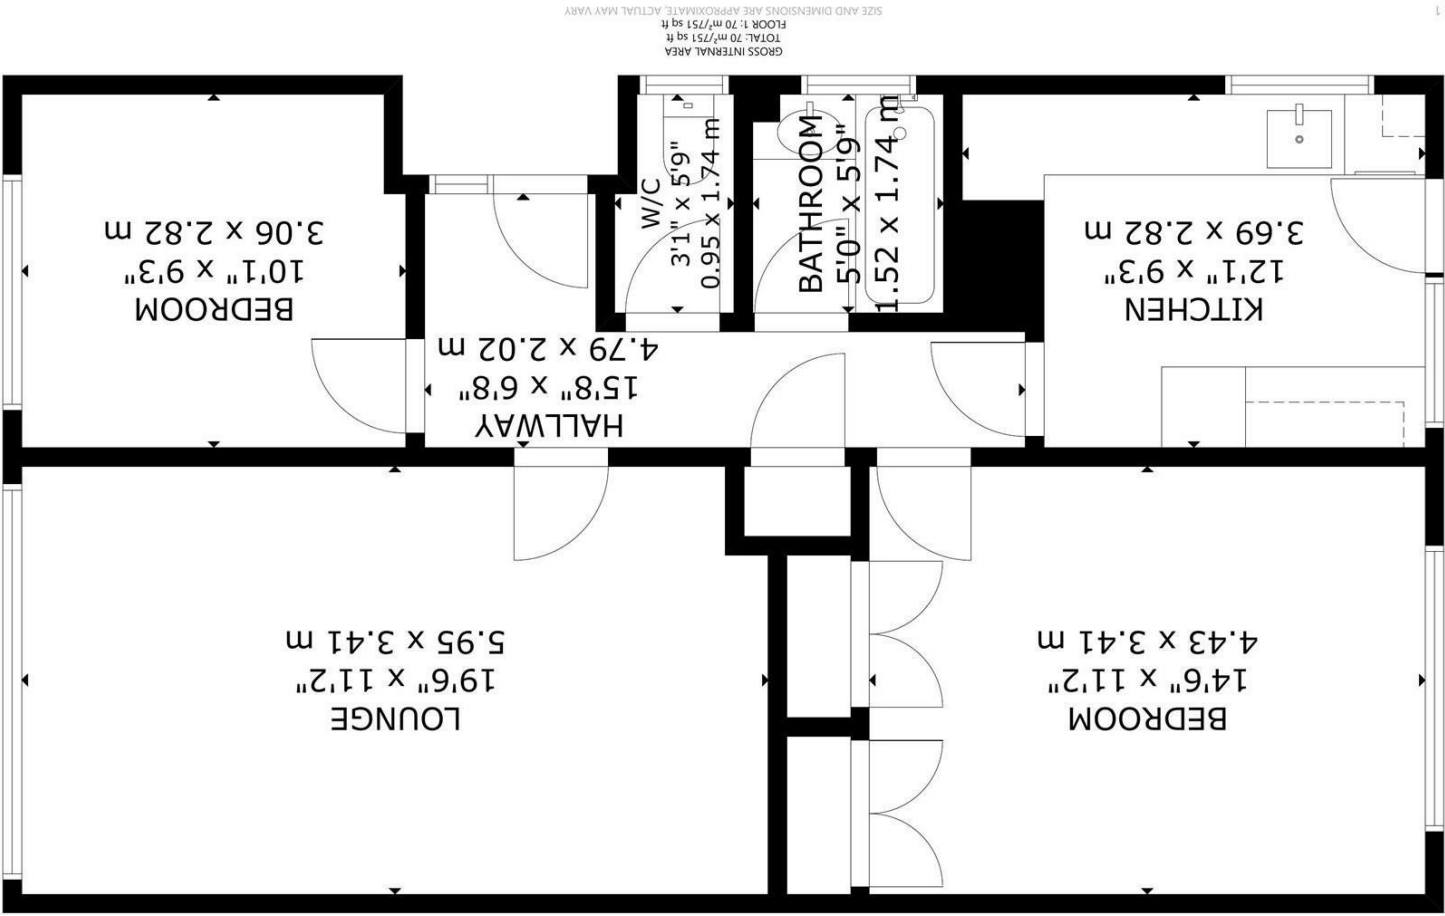 BEDROOM
14'6" x 11'2"
4.43 x 3.41 m
LOUNGE
19'6" x 11'2"
5.95 x 3.41 m
HALLWAY
15'8" x 6'8"
4.79 x 2.02 m
KITCHEN
12'1" x 9'3"
3.69 x 2.82 m
BATHROOM
5'0" x 5'9"
1.52 x 1.74 m
W/C
3'1" x 5'9"
0.95 x 1.74 m
BEDROOM
10'1" x 9'3"
3.06 x 2.82 m
GROSS INTERNAL AREA
TOTAL: 70 m²/751 sq ft
FLOOR 1: 70 m²/751 sq ft
SIZE AND DIMENSIONS ARE APPROXIMATE, ACTUAL MAY VARY
1